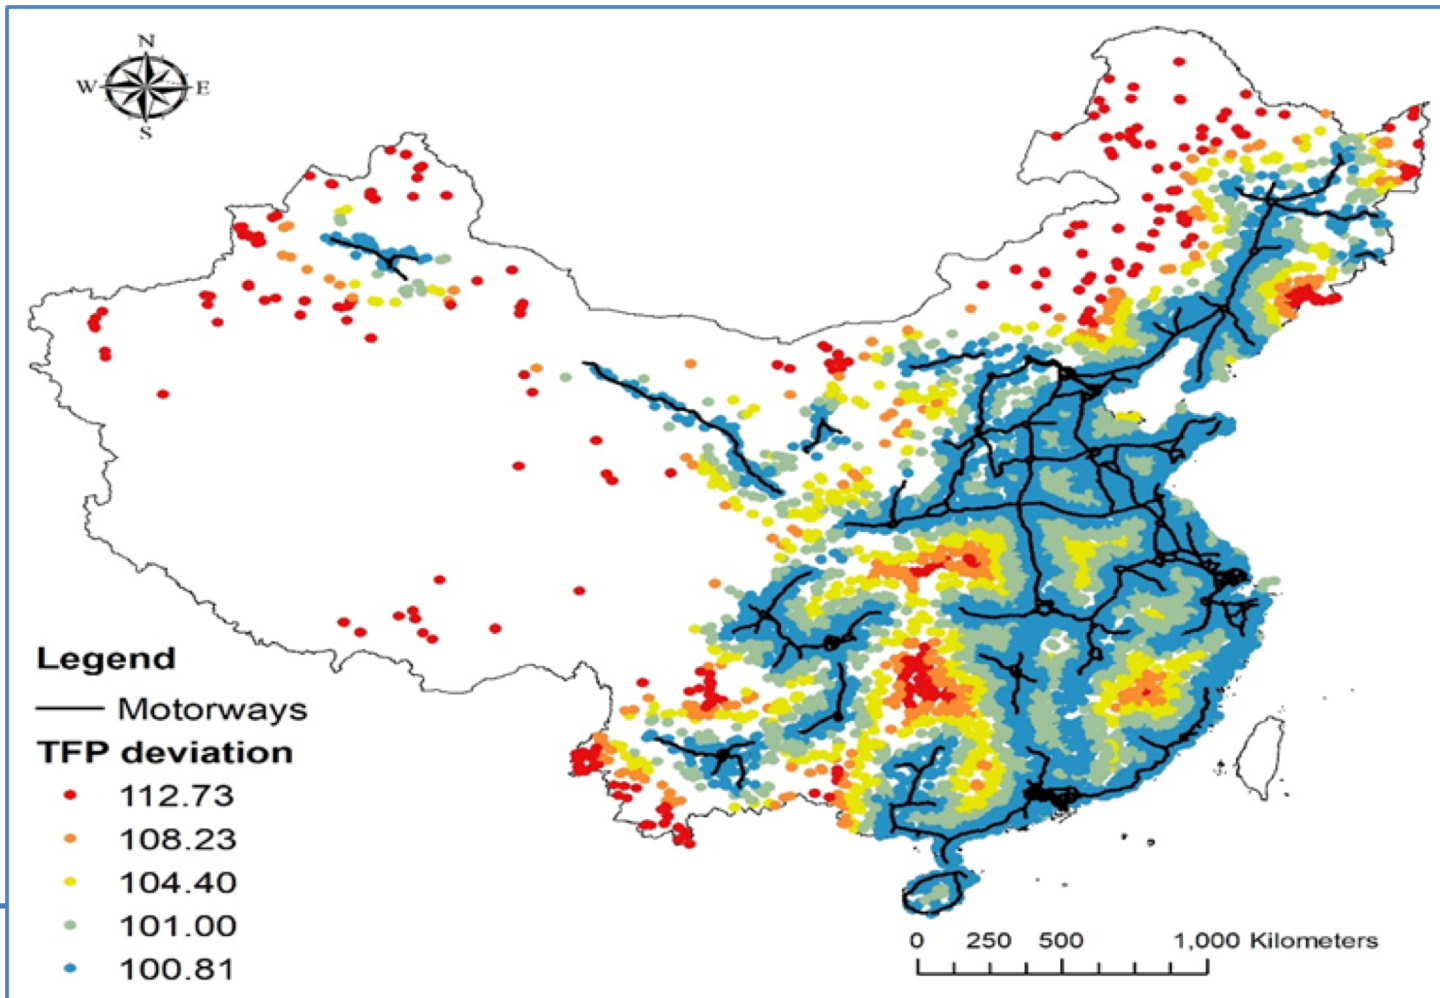 N
W E
S
Legend
Motorways
TFP deviation
112.73
108.23
104.40
101.00
100.81
0 250 500 1,000 Kilometers